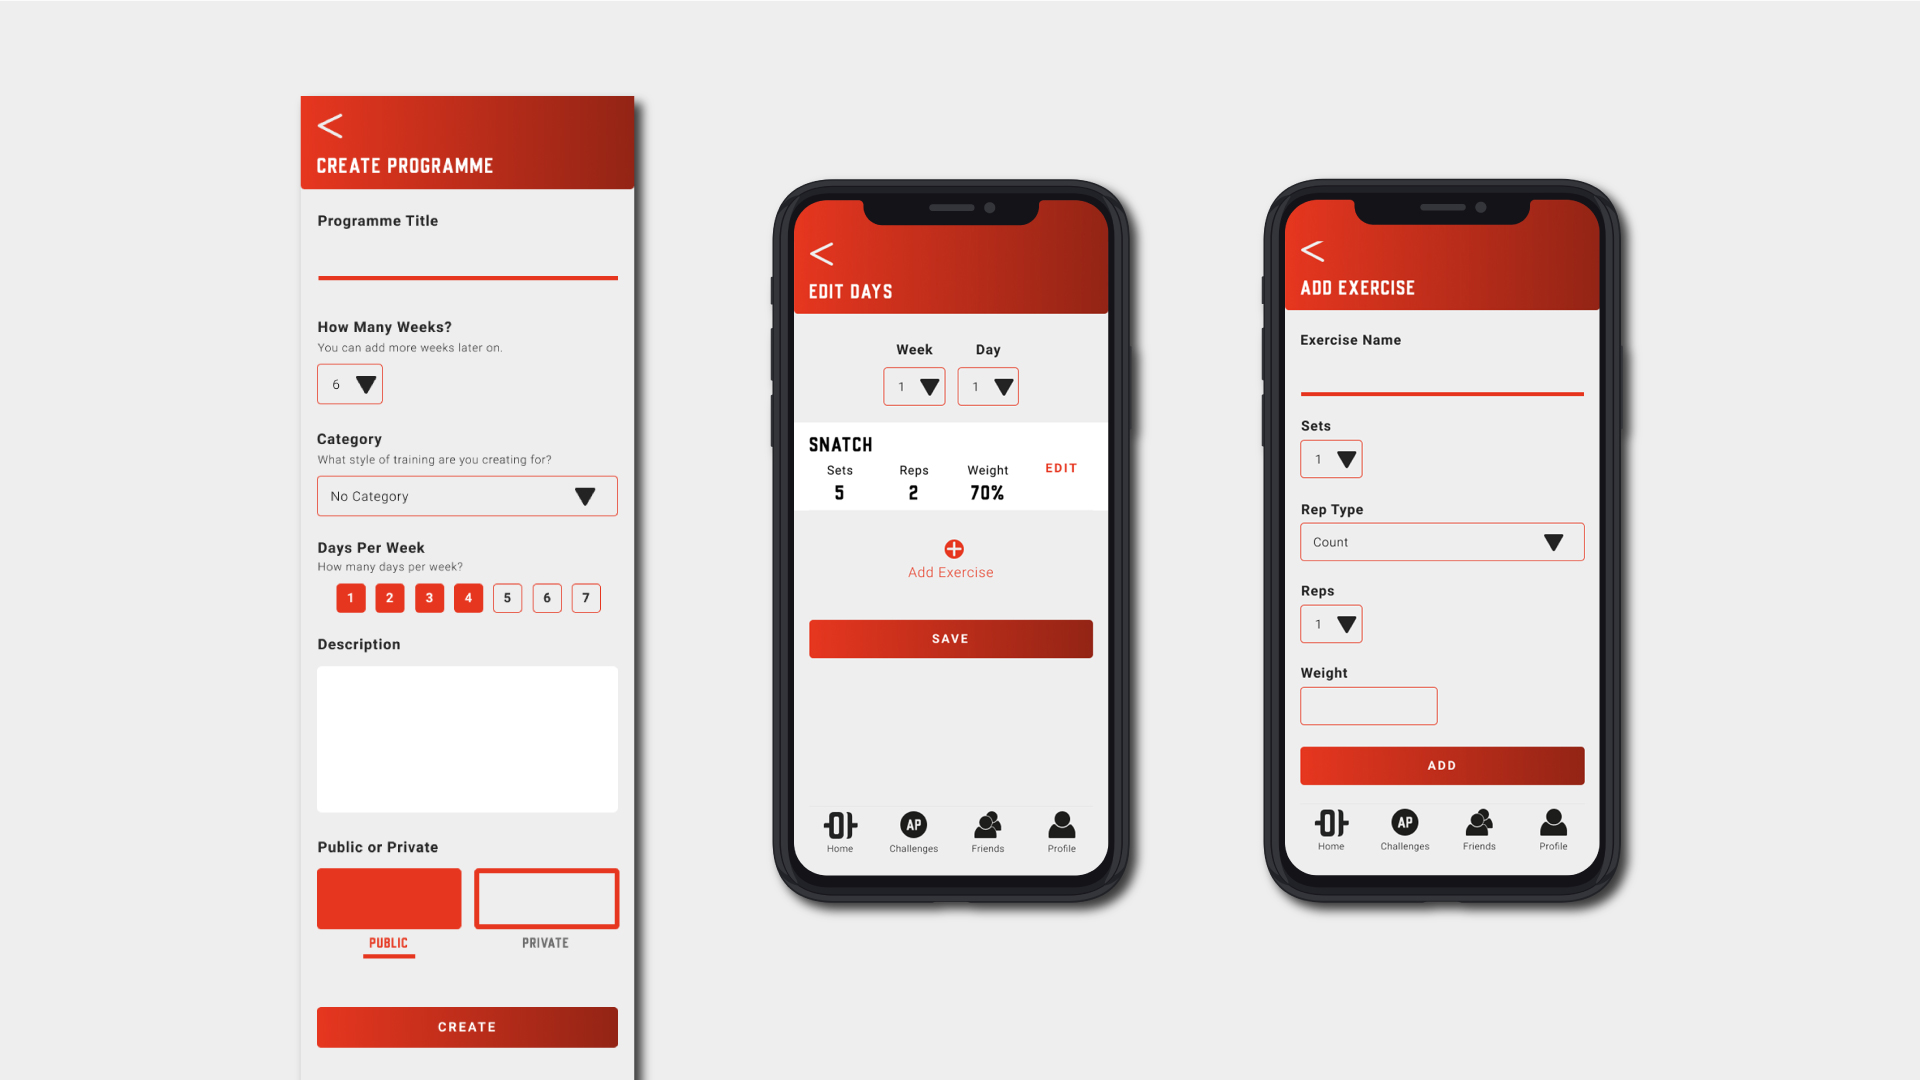 CREATE PROGRAMME
Programme Title
How Many Weeks?
You can add more weeks later on.
6
Category
What style of training are you creating for?
No Category
Days Per Week
How many days per week?
1 2 3 4 5 6 7
Description
Public or Private
PUBLIC PRIVATE
CREATE
EDIT DAYS
Week Day
1 1
SNATCH
Sets Reps Weight EDIT
5 2 70%
Add Exercise
SAVE
AP
Home Challenges Friends Profile
ADD EXERCISE
Exercise Name
Sets
1
Rep Type
Count
Reps
1
Weight
ADD
AP
Home Challenges Friends Profile